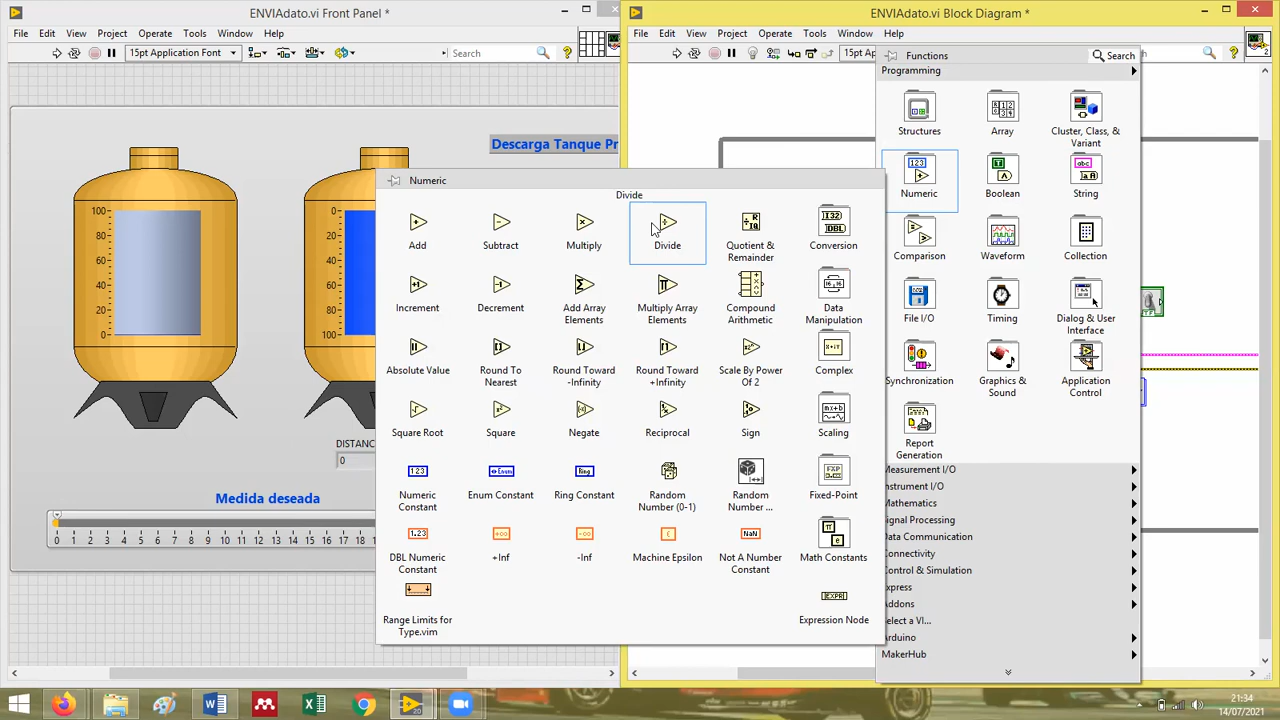 ENVIAdato.vi Front Panel *
File Edit View Project Operate Tools Window Help
15pt Application Font
Search
Descarga Tanque Pr
100
80
60
40
20
0
0
20
40
60
80
100
DISTANC
0
Medida deseada
0 1 2 3 4 5 6 7 8 9 10 11 12 13 14 15 16 17 18
ENVIAdato.vi Block Diagram *
File Edit View Project Operate Tools Window Help
15pt Ap
Functions
Search
Programming
Structures
Array
Cluster, Class, &
Variant
Numeric
Boolean
String
Comparison
Waveform
Collection
File I/O
Timing
Dialog & User
Interface
Synchronization
Graphics &
Sound
Application
Control
Report
Generation
Measurement I/O
Instrument I/O
Mathematics
Signal Processing
Data Communication
Connectivity
Control & Simulation
Express
Addons
Select a VI...
Arduino
MakerHub
Numeric
Divide
Add
Subtract
Multiply
Divide
Quotient &
Remainder
Conversion
Increment
Decrement
Add Array
Elements
Multiply Array
Elements
Compound
Arithmetic
Data
Manipulation
Absolute Value
Round To
Nearest
Round Toward
-Infinity
Round Toward
+Infinity
Scale By Power
Of 2
Complex
Square Root
Square
Negate
Reciprocal
Sign
Scaling
Numeric
Constant
Enum Constant
Ring Constant
Random
Number (0-1)
Random
Number ...
Fixed-Point
DBL Numeric
Constant
+Inf
-Inf
Machine Epsilon
Not A Number
Constant
Math Constants
Range Limits for
Type.vim
Expression Node
21:34
14/07/2021